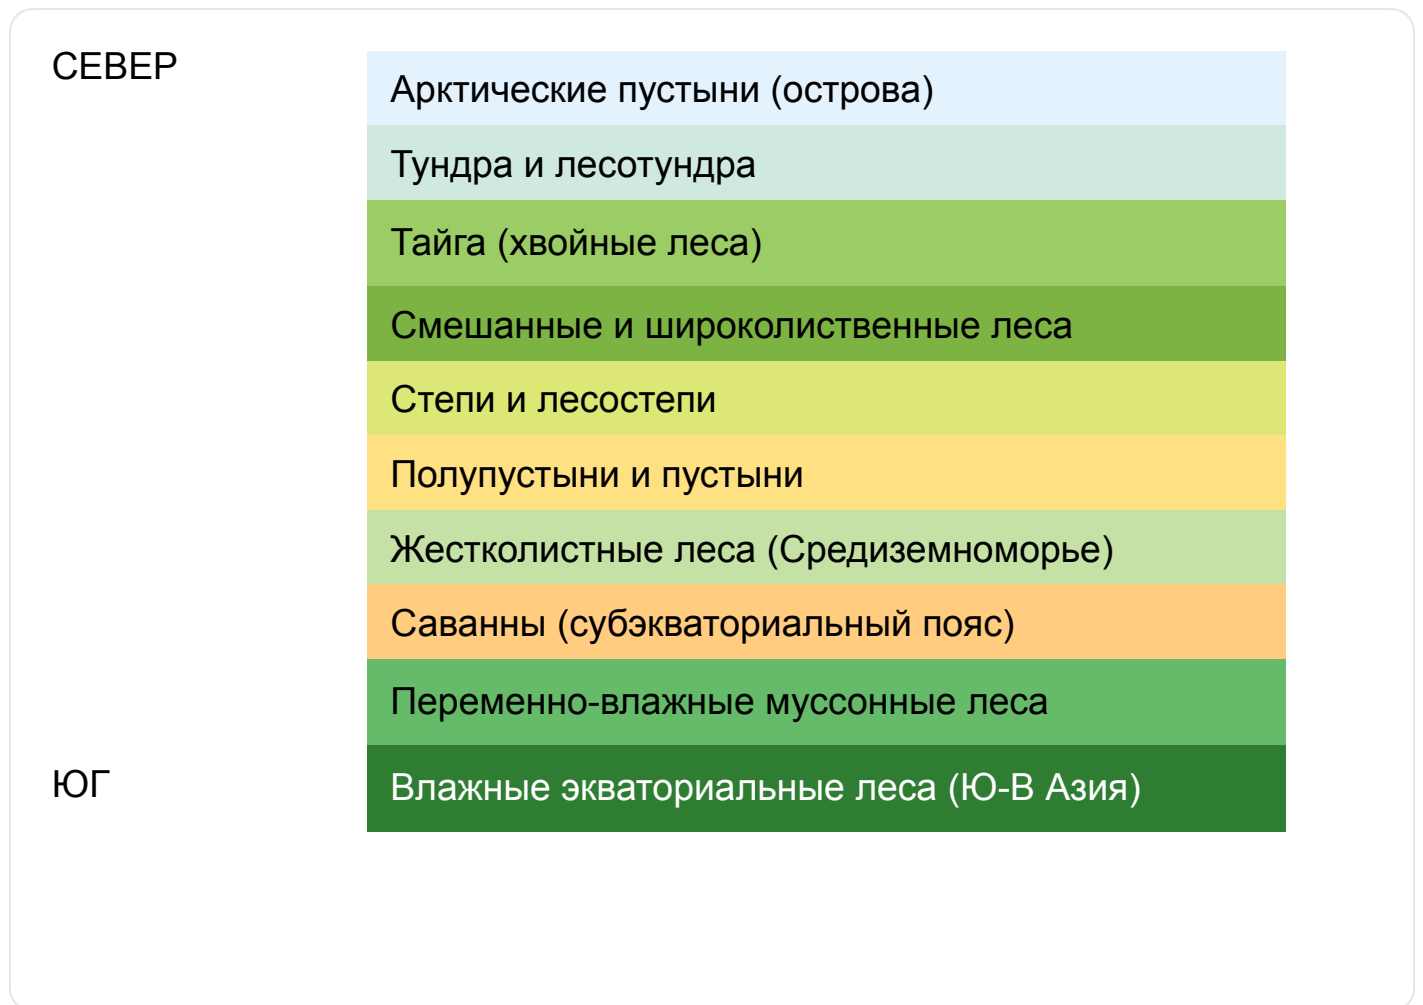 СЕВЕР
Арктические пустыни (острова)
Тундра и лесотундра
Тайга (хвойные леса)
Смешанные и широколиственные леса
Степи и лесостепи
Полупустыни и пустыни
Жестколистные леса (Средиземноморье)
Саванны (субэкваториальный пояс)
Переменно-влажные муссонные леса
ЮГ
Влажные экваториальные леса (Ю-В Азия)